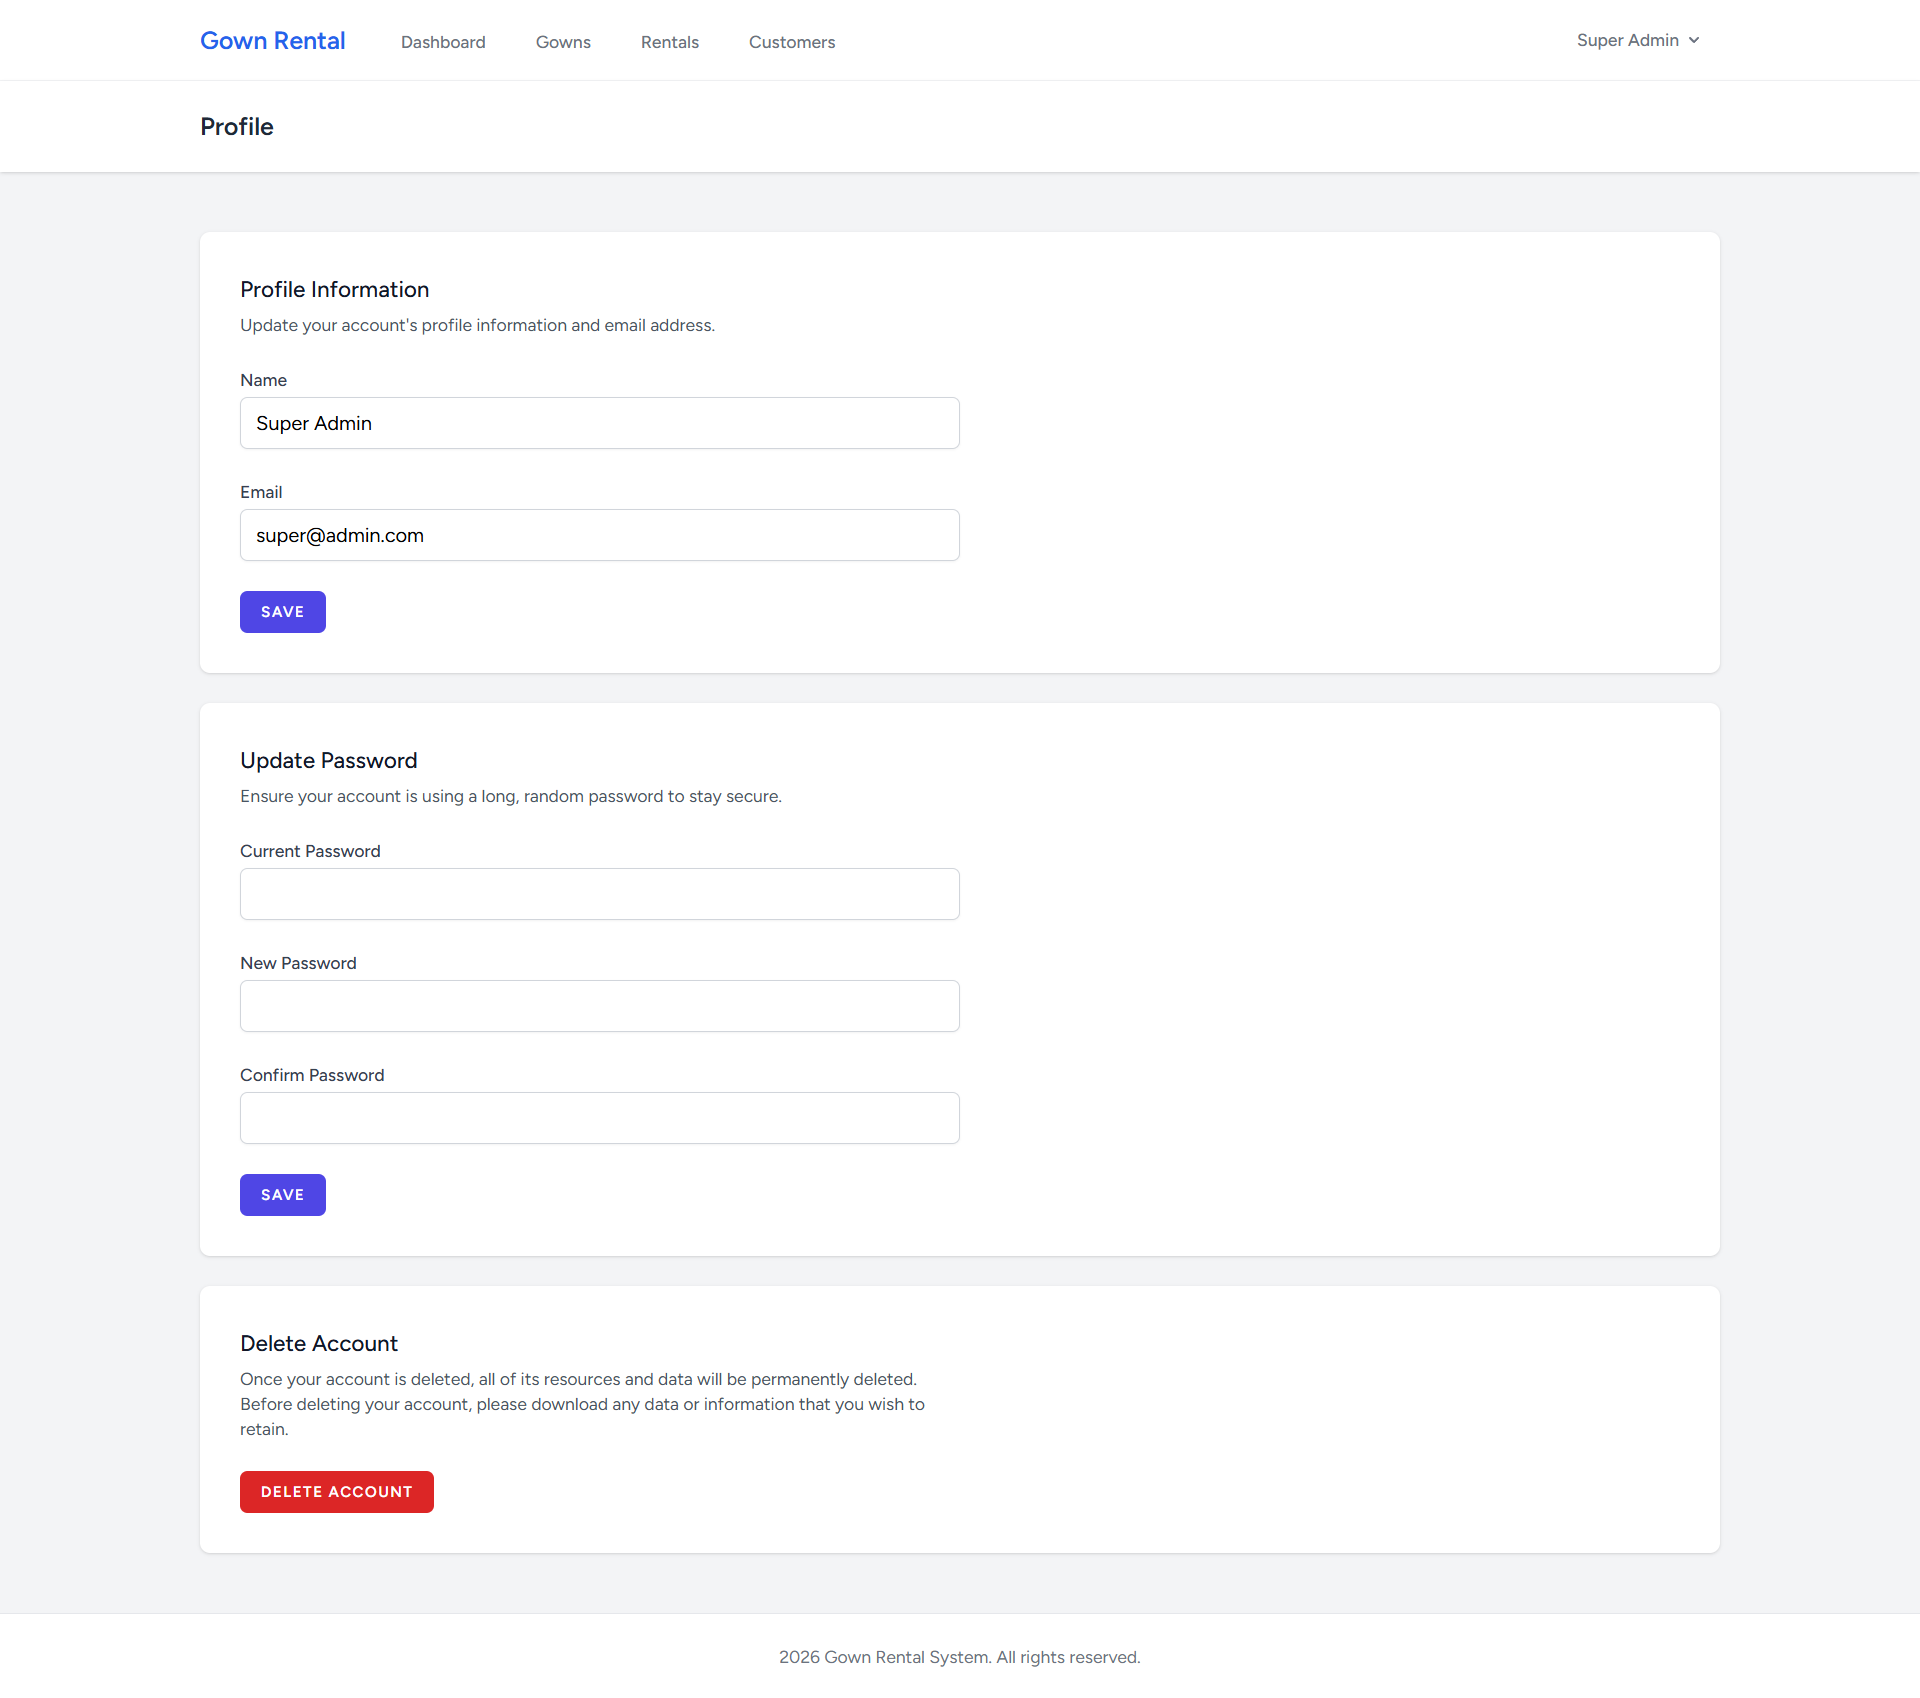 Gown Rental
Dashboard
Gowns
Rentals
Customers
Super Admin
Profile
Profile Information
Update your account's profile information and email address.
Name
Super Admin
Email
super@admin.com
SAVE
Update Password
Ensure your account is using a long, random password to stay secure.
Current Password
New Password
Confirm Password
SAVE
Delete Account
Once your account is deleted, all of its resources and data will be permanently deleted.
Before deleting your account, please download any data or information that you wish to
retain.
DELETE ACCOUNT
2026 Gown Rental System. All rights reserved.